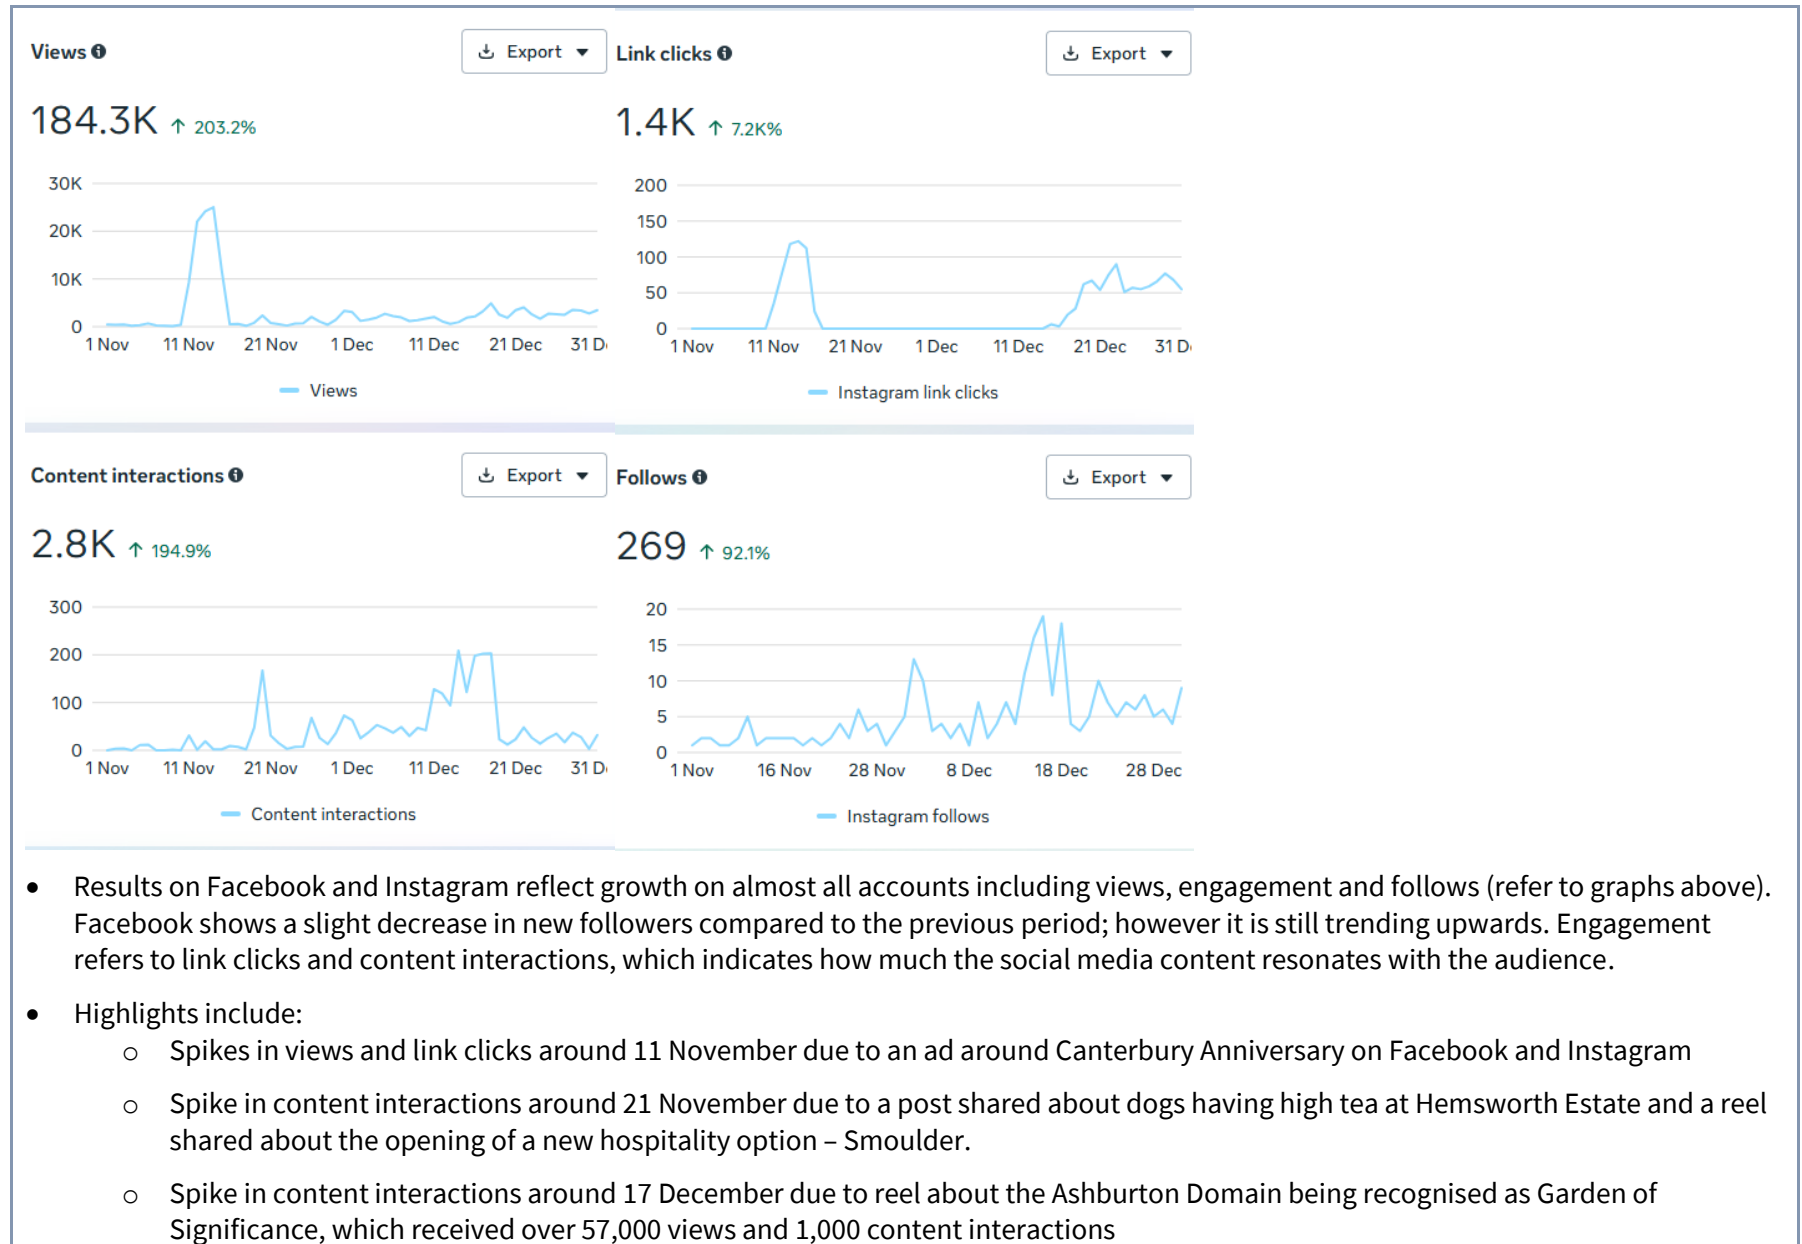 Views
Export
184.3K ↑ 203.2%
30K
20K
10K
0
1 Nov 11 Nov 21 Nov 1 Dec 11 Dec 21 Dec 31 D
Views
Link clicks
Export
1.4K ↑ 7.2K%
200
150
100
50
0
1 Nov 11 Nov 21 Nov 1 Dec 11 Dec 21 Dec 31 D
Instagram link clicks
Content interactions
Export
2.8K ↑ 194.9%
300
200
100
0
1 Nov 11 Nov 21 Nov 1 Dec 11 Dec 21 Dec 31 D
Content interactions
Follows
Export
269 ↑ 92.1%
20
15
10
5
0
1 Nov 16 Nov 28 Nov 8 Dec 18 Dec 28 Dec
Instagram follows
• Results on Facebook and Instagram reflect growth on almost all accounts including views, engagement and follows (refer to graphs above).
Facebook shows a slight decrease in new followers compared to the previous period; however it is still trending upwards. Engagement
refers to link clicks and content interactions, which indicates how much the social media content resonates with the audience.
• Highlights include:
o Spikes in views and link clicks around 11 November due to an ad around Canterbury Anniversary on Facebook and Instagram
o Spike in content interactions around 21 November due to a post shared about dogs having high tea at Hemsworth Estate and a reel
shared about the opening of a new hospitality option – Smoulder.
o Spike in content interactions around 17 December due to reel about the Ashburton Domain being recognised as Garden of
Significance, which received over 57,000 views and 1,000 content interactions